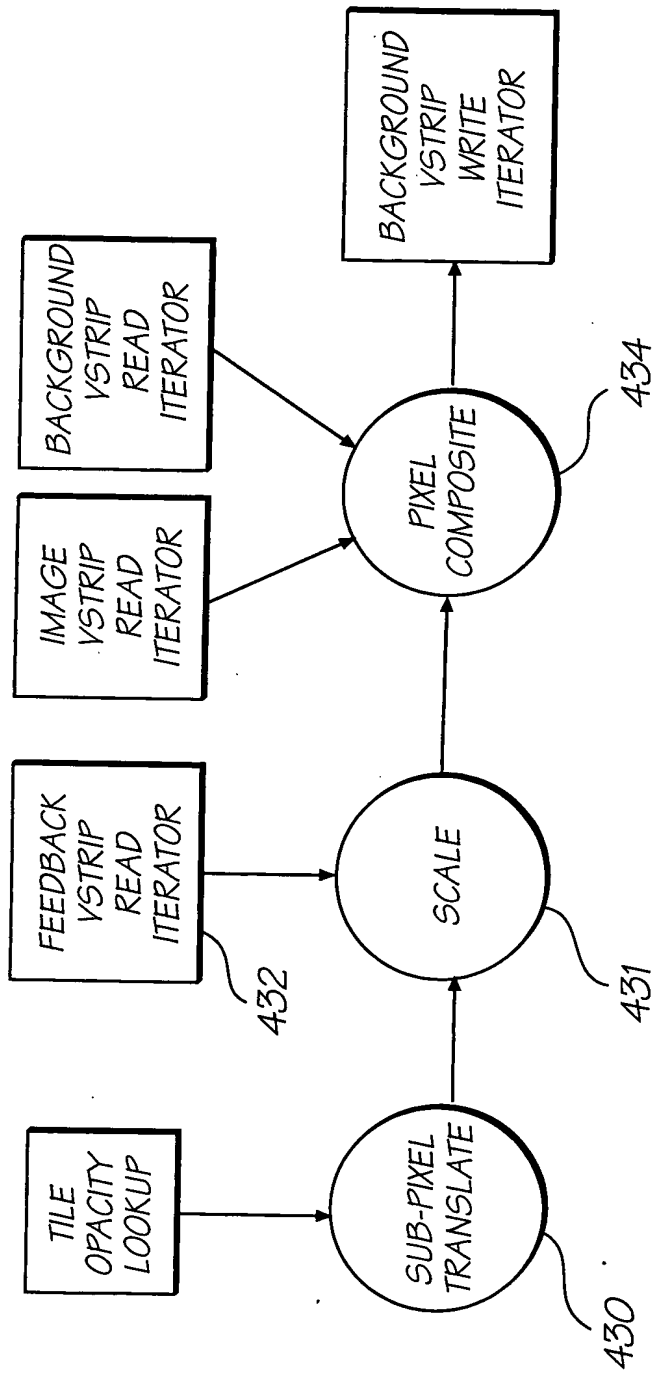 TILE
OPACITY
LOOKUP
FEEDBACK
VSTRIP
READ
ITERATOR
432
IMAGE
VSTRIP
READ
ITERATOR
BACKGROUND
VSTRIP
READ
ITERATOR
SUB-PIXEL
TRANSLATE
430
SCALE
431
PIXEL
COMPOSITE
434
BACKGROUND
VSTRIP
WRITE
ITERATOR